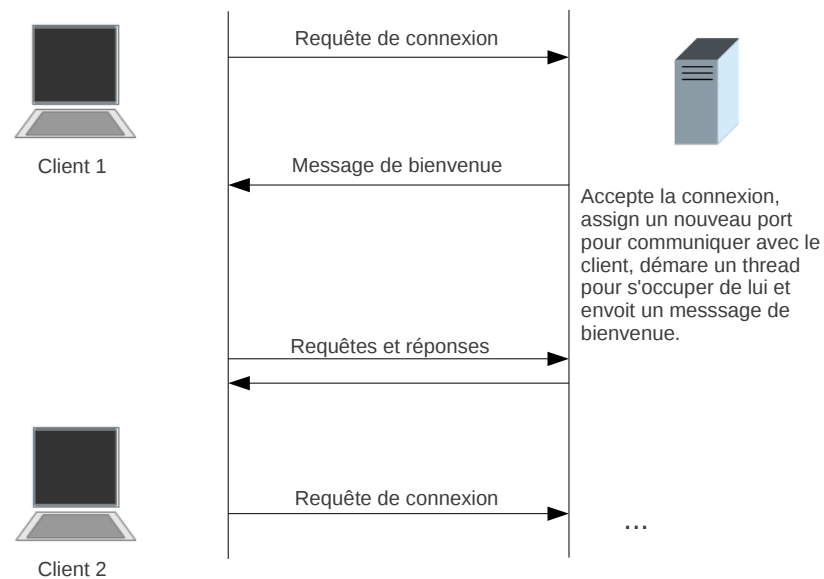 Requête de connexion
Client 1
Message de bienvenue
Accepte la connexion,
assign un nouveau port
pour communiquer avec le
client, démare un thread
pour s'occuper de lui et
envoit un messsage de
bienvenue.
Requêtes et réponses
Requête de connexion
...
Client 2